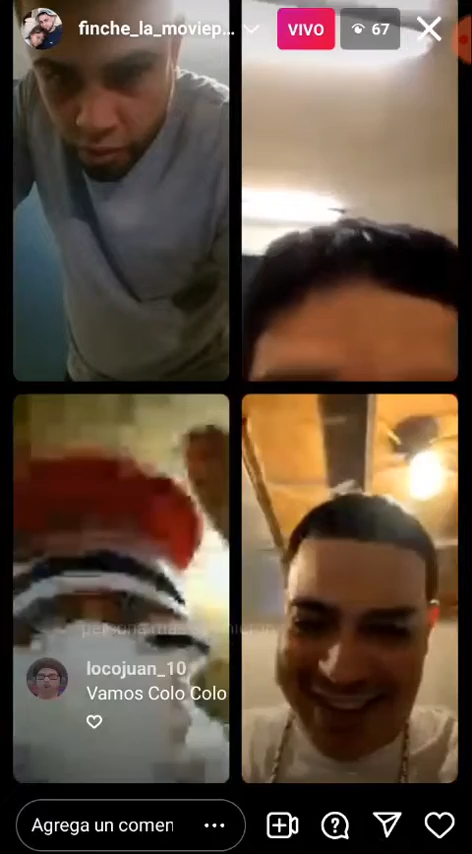 finche_la_moviep...
VIVO
67
locojuan_10
Vamos Colo Colo
Agrega un comen